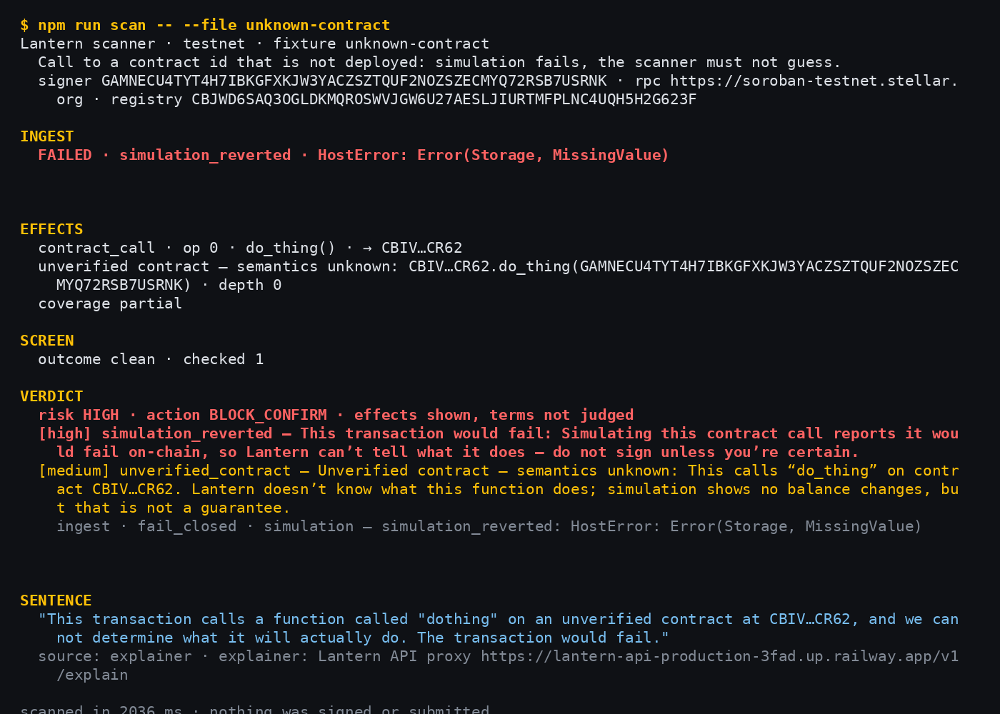 $ npm run scan -- --file unknown-contract
Lantern scanner · testnet · fixture unknown-contract
Call to a contract id that is not deployed: simulation fails, the scanner must not guess.
signer GAMNECU4TYT4H7IBKGFXKJW3YACZSZTQUF2NOZSZECMYQ72RSB7USRNK · rpc https://soroban-testnet.stellar.
org · registry CBJWD6SAQ3OGLDKMQROSWVJGW6U27AESLJIURTMFPLNC4UQH5H2G623F
INGEST
FAILED · simulation_reverted · HostError: Error(Storage, MissingValue)
EFFECTS
contract_call · op 0 · do_thing() · → CBIV…CR62
unverified contract — semantics unknown: CBIV…CR62.do_thing(GAMNECU4TYT4H7IBKGFXKJW3YACZSZTQUF2NOZSZEC
MYQ72RSB7USRNK) · depth 0
coverage partial
SCREEN
outcome clean · checked 1
VERDICT
risk HIGH · action BLOCK_CONFIRM · effects shown, terms not judged
[high] simulation_reverted — This transaction would fail: Simulating this contract call reports it wou
ld fail on-chain, so Lantern can’t tell what it does — do not sign unless you’re certain.
[medium] unverified_contract — Unverified contract — semantics unknown: This calls “do_thing” on contr
act CBIV…CR62. Lantern doesn’t know what this function does; simulation shows no balance changes, bu
t that is not a guarantee.
ingest · fail_closed · simulation — simulation_reverted: HostError: Error(Storage, MissingValue)
SENTENCE
"This transaction calls a function called "dothing" on an unverified contract at CBIV…CR62, and we can
not determine what it will actually do. The transaction would fail."
source: explainer · explainer: Lantern API proxy https://lantern-api-production-3fad.up.railway.app/v1
/explain
scanned in 2036 ms · nothing was signed or submitted